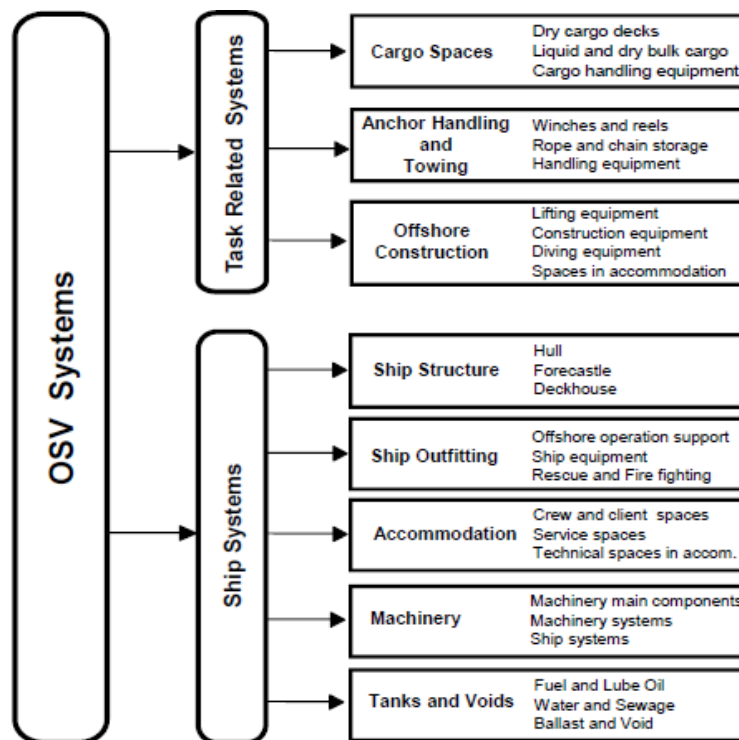 OSV Systems
Task Related Systems
Cargo Spaces
Dry cargo decks
Liquid and dry bulk cargo
Cargo handling equipment
Anchor Handling
and
Towing
Winches and reels
Rope and chain storage
Handling equipment
Offshore
Construction
Lifting equipment
Construction equipment
Diving equipment
Spaces in accommodation
Ship Systems
Ship Structure
Hull
Forecastle
Deckhouse
Ship Outfitting
Offshore operation support
Ship equipment
Rescue and Fire fighting
Accommodation
Crew and client spaces
Service spaces
Technical spaces in accom.
Machinery
Machinery main components
Machinery systems
Ship systems
Tanks and Voids
Fuel and Lube Oil
Water and Sewage
Ballast and Void